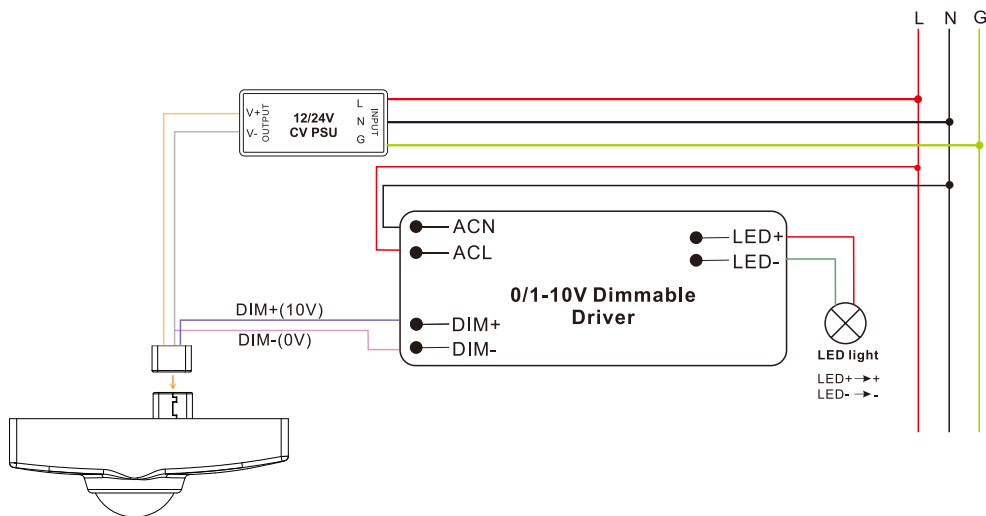 L N G
V+
V-
OUTPUT
12/24V
CV PSU
L
N
G
INPUT
ACN
ACL
LED+
LED-
0/1-10V Dimmable
Driver
DIM+(10V)
DIM-(0V)
DIM+
DIM-
LED light
LED+ → +
LED- → -